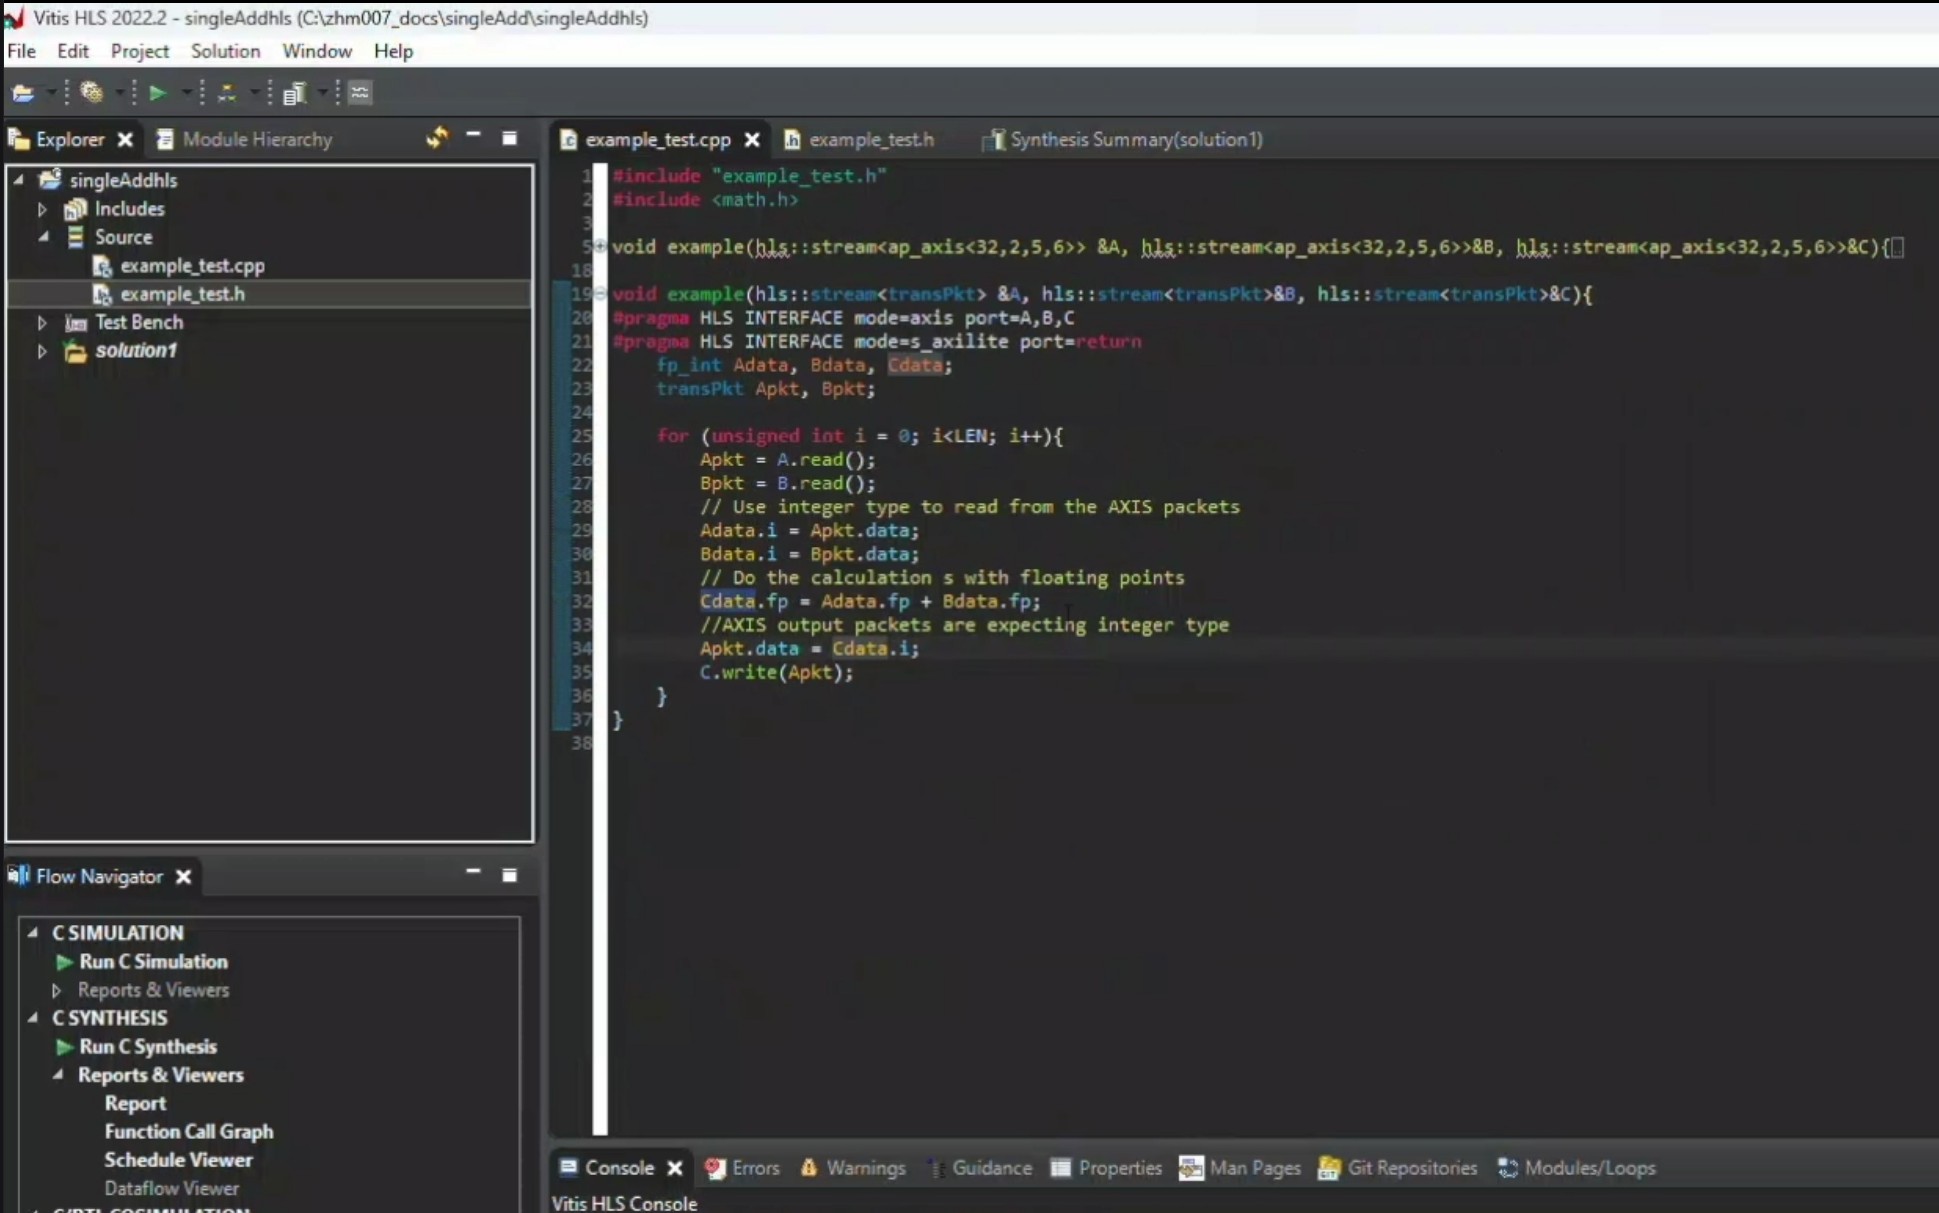 Vitis HLS 2022.2 - singleAddhls (C:\zhm007_docs\singleAdd\singleAddhls)
File Edit Project Solution Window Help
Explorer Module Hierarchy
singleAddhls
Includes
Source
example_test.cpp
example_test.h
Test Bench
solution1
Flow Navigator
C SIMULATION
Run C Simulation
Reports & Viewers
C SYNTHESIS
Run C Synthesis
Reports & Viewers
Report
Function Call Graph
Schedule Viewer
Dataflow Viewer
C/RTL COSIMULATION
example_test.cpp example_test.h Synthesis Summary(solution1)
1 #include "example_test.h"
2 #include <math.h>
3
5 void example(hls::stream<ap_axis<32,2,5,6>> &A, hls::stream<ap_axis<32,2,5,6>>&B, hls::stream<ap_axis<32,2,5,6>>&C){
18
19 void example(hls::stream<transPkt> &A, hls::stream<transPkt>&B, hls::stream<transPkt>&C){
20 #pragma HLS INTERFACE mode=axis port=A,B,C
21 #pragma HLS INTERFACE mode=s_axilite port=return
22 fp_int Adata, Bdata, Cdata;
23 transPkt Apkt, Bpkt;
24
25 for (unsigned int i = 0; i<LEN; i++){
26 Apkt = A.read();
27 Bpkt = B.read();
28 // Use integer type to read from the AXIS packets
29 Adata.i = Apkt.data;
30 Bdata.i = Bpkt.data;
31 // Do the calculation s with floating points
32 Cdata.fp = Adata.fp + Bdata.fp;
33 //AXIS output packets are expecting integer type
34 Apkt.data = Cdata.i;
35 C.write(Apkt);
36 }
37 }
38
Console Errors Warnings Guidance Properties Man Pages Git Repositories Modules/Loops
Vitis HLS Console